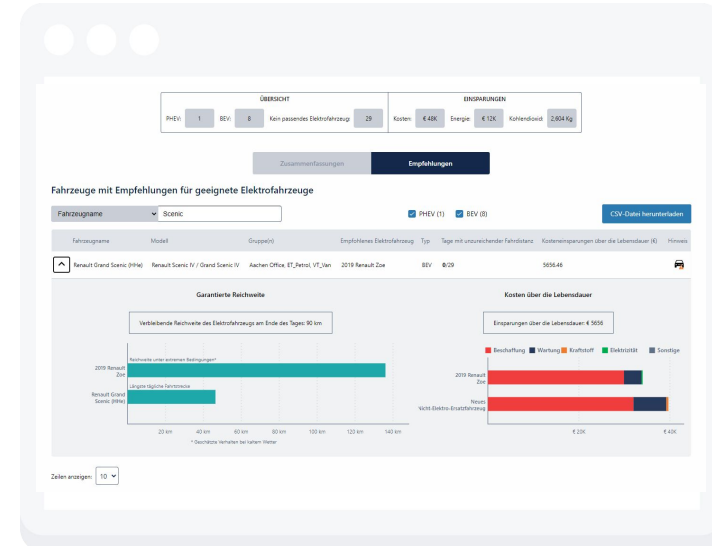 ÜBERSICHT
EINSPARUNGEN
PHEV: 1 BEV: 8 Kein passendes Elektrofahrzeug: 29 Kosten: € 48K Energie: € 12K Kohlendioxid: 2,604 Kg
Zusammenfassungen Empfehlungen
Fahrzeuge mit Empfehlungen für geeignete Elektrofahrzeuge
Fahrzeugname Scenic PHEV (1) BEV (8) CSV-Datei herunterladen
Fahrzeugname Modell Gruppe(n) Empfohlenes Elektrofahrzeug Typ Tage mit unzureichender Fahrdistanz Kosteneinsparungen über die Lebensdauer (€) Hinweis
Renault Grand Scenic (HHe) Renault Scenic IV / Grand Scenic IV Aachen Office, ET_Petrol, VT_Van 2019 Renault Zoe BEV 0/29 5656.46
Garantierte Reichweite
Verbleibende Reichweite des Elektrofahrzeugs am Ende des Tages: 90 km
Reichweite unter extremen Bedingungen*
2019 Renault
Zoe
Längste tägliche Fahrstrecke
Renault Grand
Scenic (HHe)
20 km 40 km 60 km 80 km 100 km 120 km 140 km
* Geschätzte Verhalten bei kaltem Wetter
Kosten über die Lebensdauer
Einsparungen über die Lebensdauer: € 5656
Beschaffung Wartung Kraftstoff Elektrizität Sonstige
2019 Renault
Zoe
Neues
Nicht-Elektro-Ersatzfahrzeug
€ 20K € 40K
Zeilen anzeigen: 10